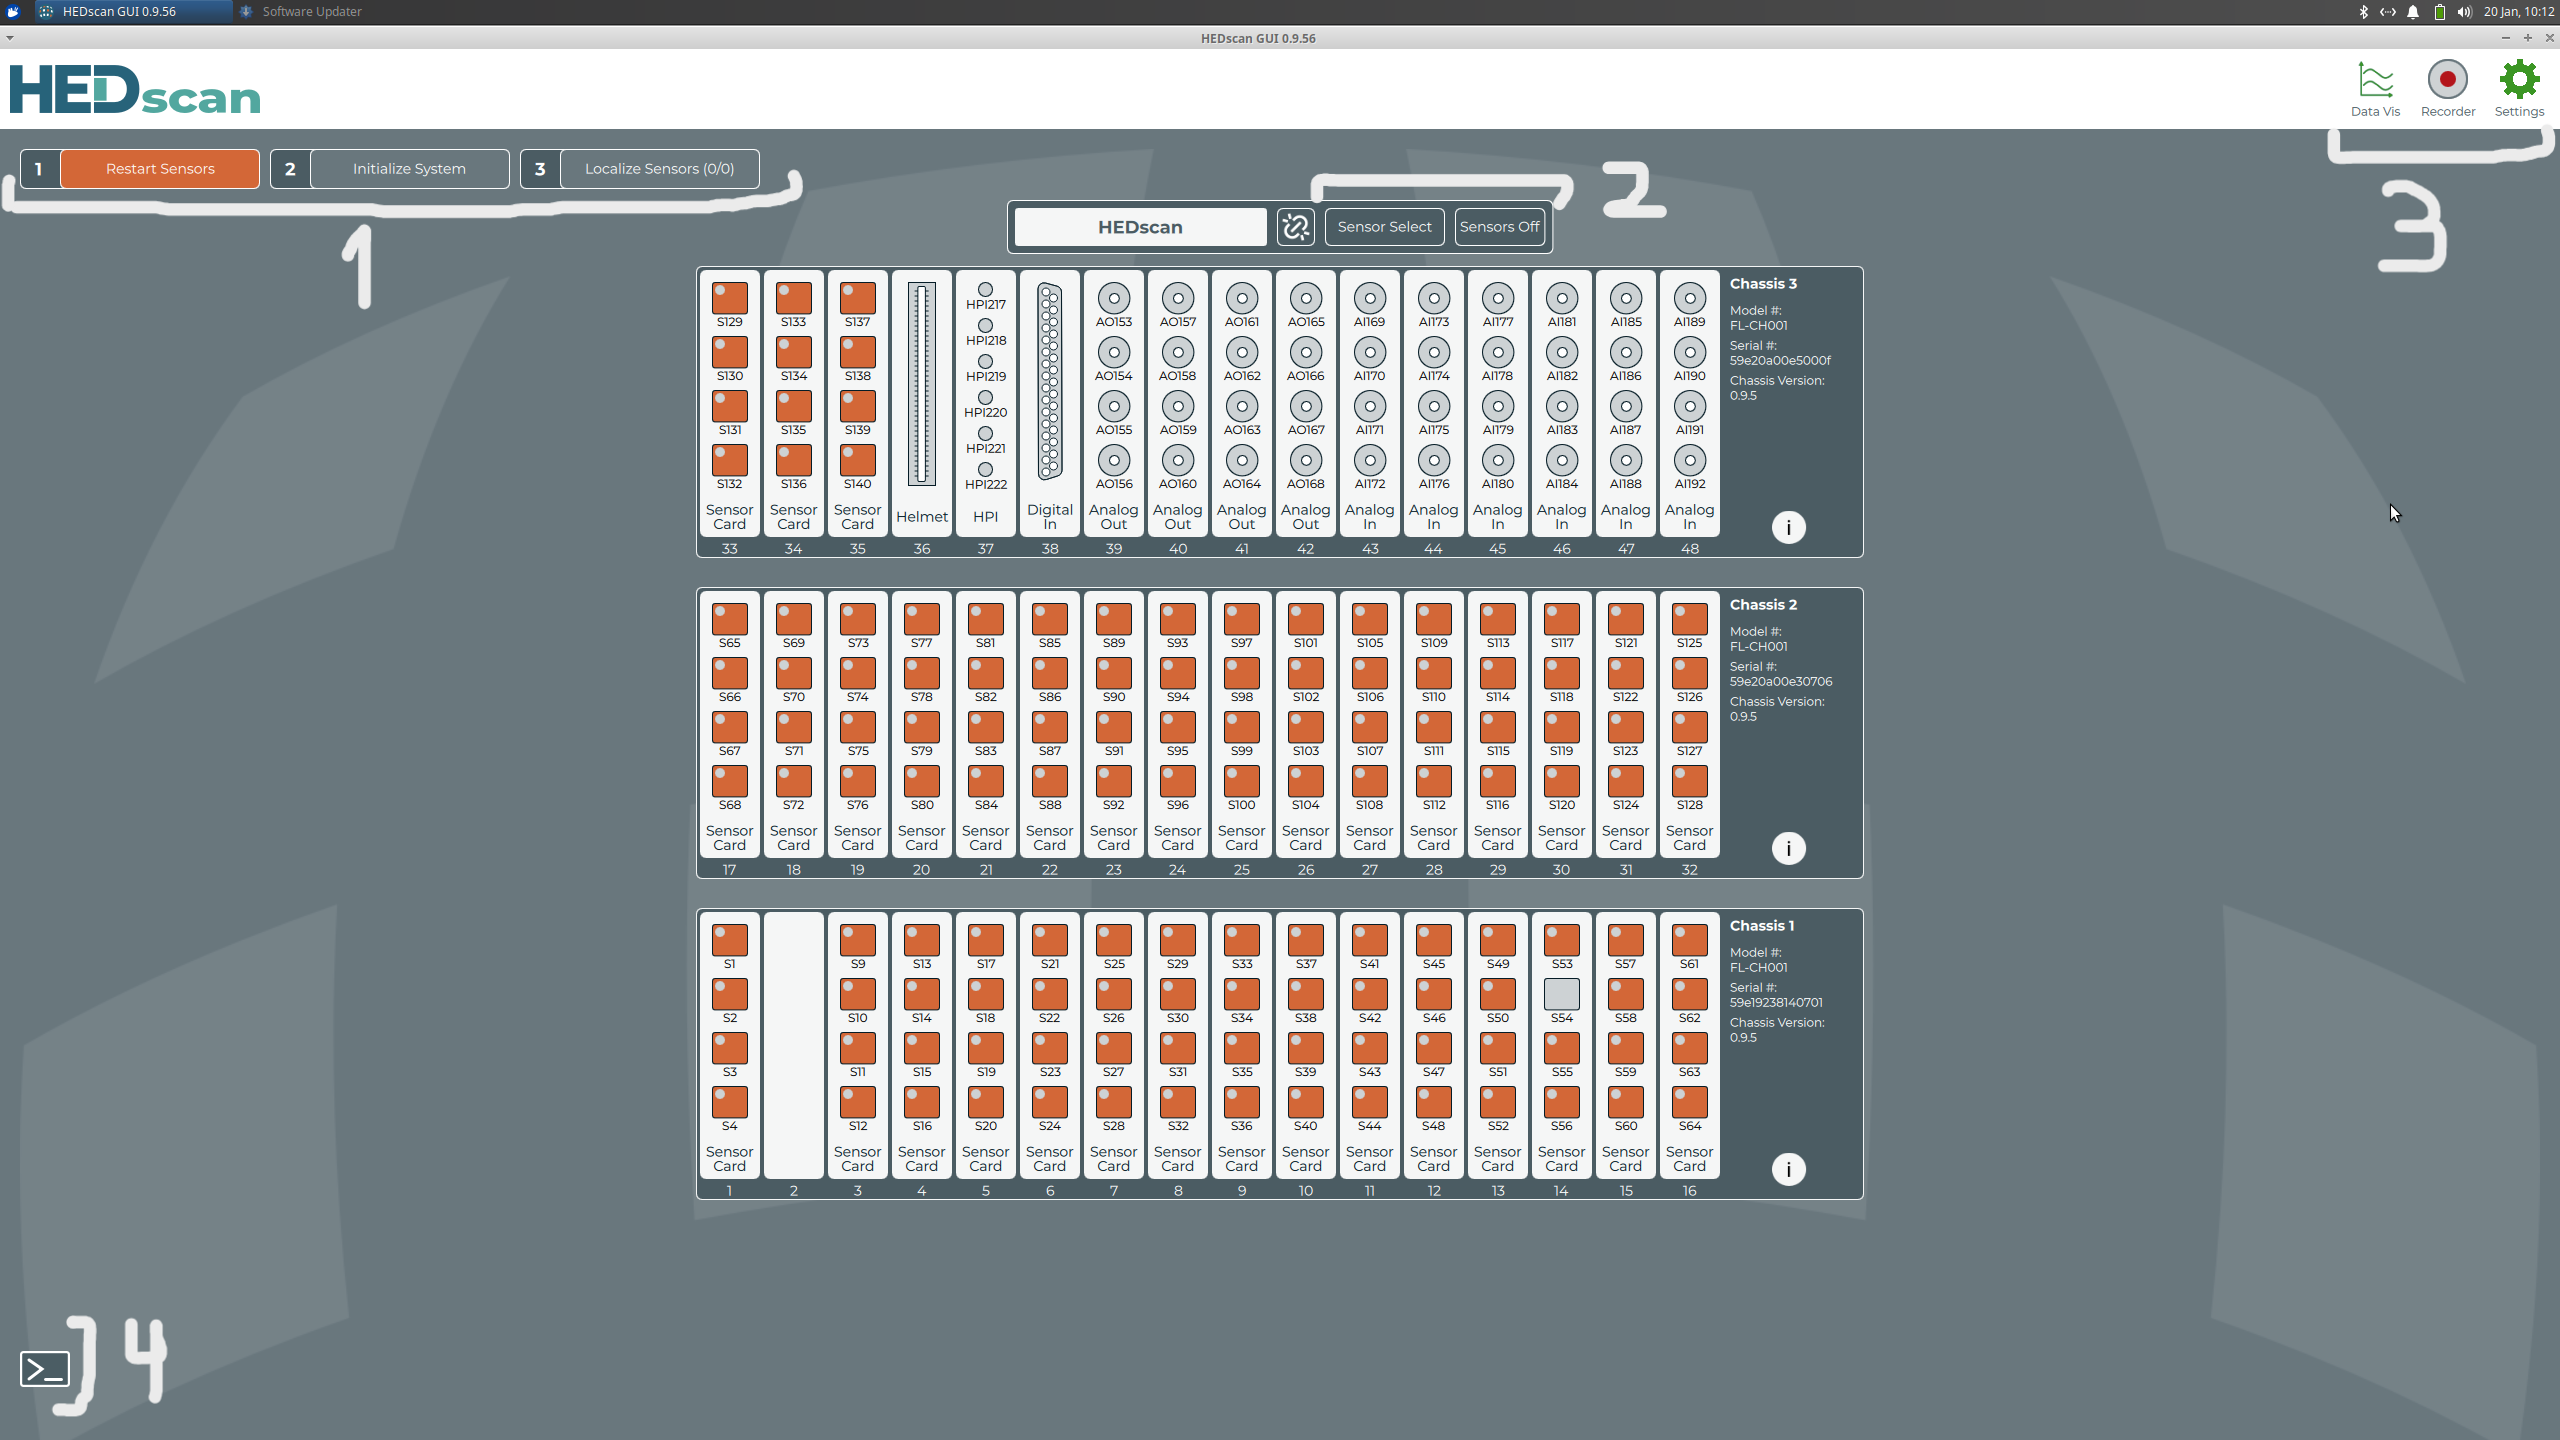 HEDscan GUI 0.9.56 Software Updater 20 Jan, 10:12
HEDscan GUI 0.9.56
HEDscan
Data Vis Recorder Settings
1 Restart Sensors 2 Initialize System 3 Localize Sensors (0/0)
1 2 3
HEDscan Sensor Select Sensors Off
S129 S133 S137 HPI217 AO153 AO157 AO161 AO165 AI169 AI173 AI177 AI181 AI185 AI189
HPI218
S130 S134 S138 HPI219 AO154 AO158 AO162 AO166 AI170 AI174 AI178 AI182 AI186 AI190
HPI220
S131 S135 S139 HPI221 AO155 AO159 AO163 AO167 AI171 AI175 AI179 AI183 AI187 AI191
S132 S136 S140 HPI222 AO156 AO160 AO164 AO168 AI172 AI176 AI180 AI184 AI188 AI192
Sensor Sensor Sensor Helmet HPI Digital Analog Analog Analog Analog Analog Analog Analog Analog Analog Analog
Card Card Card In Out Out Out Out In In In In In In
33 34 35 36 37 38 39 40 41 42 43 44 45 46 47 48
Chassis 3
Model #:
FL-CH001
Serial #:
59e20a00e5000f
Chassis Version:
0.9.5
i
S65 S69 S73 S77 S81 S85 S89 S93 S97 S101 S105 S109 S113 S117 S121 S125
S66 S70 S74 S78 S82 S86 S90 S94 S98 S102 S106 S110 S114 S118 S122 S126
S67 S71 S75 S79 S83 S87 S91 S95 S99 S103 S107 S111 S115 S119 S123 S127
S68 S72 S76 S80 S84 S88 S92 S96 S100 S104 S108 S112 S116 S120 S124 S128
Sensor Sensor Sensor Sensor Sensor Sensor Sensor Sensor Sensor Sensor Sensor Sensor Sensor Sensor Sensor Sensor
Card Card Card Card Card Card Card Card Card Card Card Card Card Card Card Card
17 18 19 20 21 22 23 24 25 26 27 28 29 30 31 32
Chassis 2
Model #:
FL-CH001
Serial #:
59e20a00e30706
Chassis Version:
0.9.5
i
S1 S9 S13 S17 S21 S25 S29 S33 S37 S41 S45 S49 S53 S57 S61
S2 S10 S14 S18 S22 S26 S30 S34 S38 S42 S46 S50 S54 S58 S62
S3 S11 S15 S19 S23 S27 S31 S35 S39 S43 S47 S51 S55 S59 S63
S4 S12 S16 S20 S24 S28 S32 S36 S40 S44 S48 S52 S56 S60 S64
Sensor Sensor Sensor Sensor Sensor Sensor Sensor Sensor Sensor Sensor Sensor Sensor Sensor Sensor Sensor
Card Card Card Card Card Card Card Card Card Card Card Card Card Card Card
1 2 3 4 5 6 7 8 9 10 11 12 13 14 15 16
Chassis 1
Model #:
FL-CH001
Serial #:
59e19238140701
Chassis Version:
0.9.5
i
>_ 4